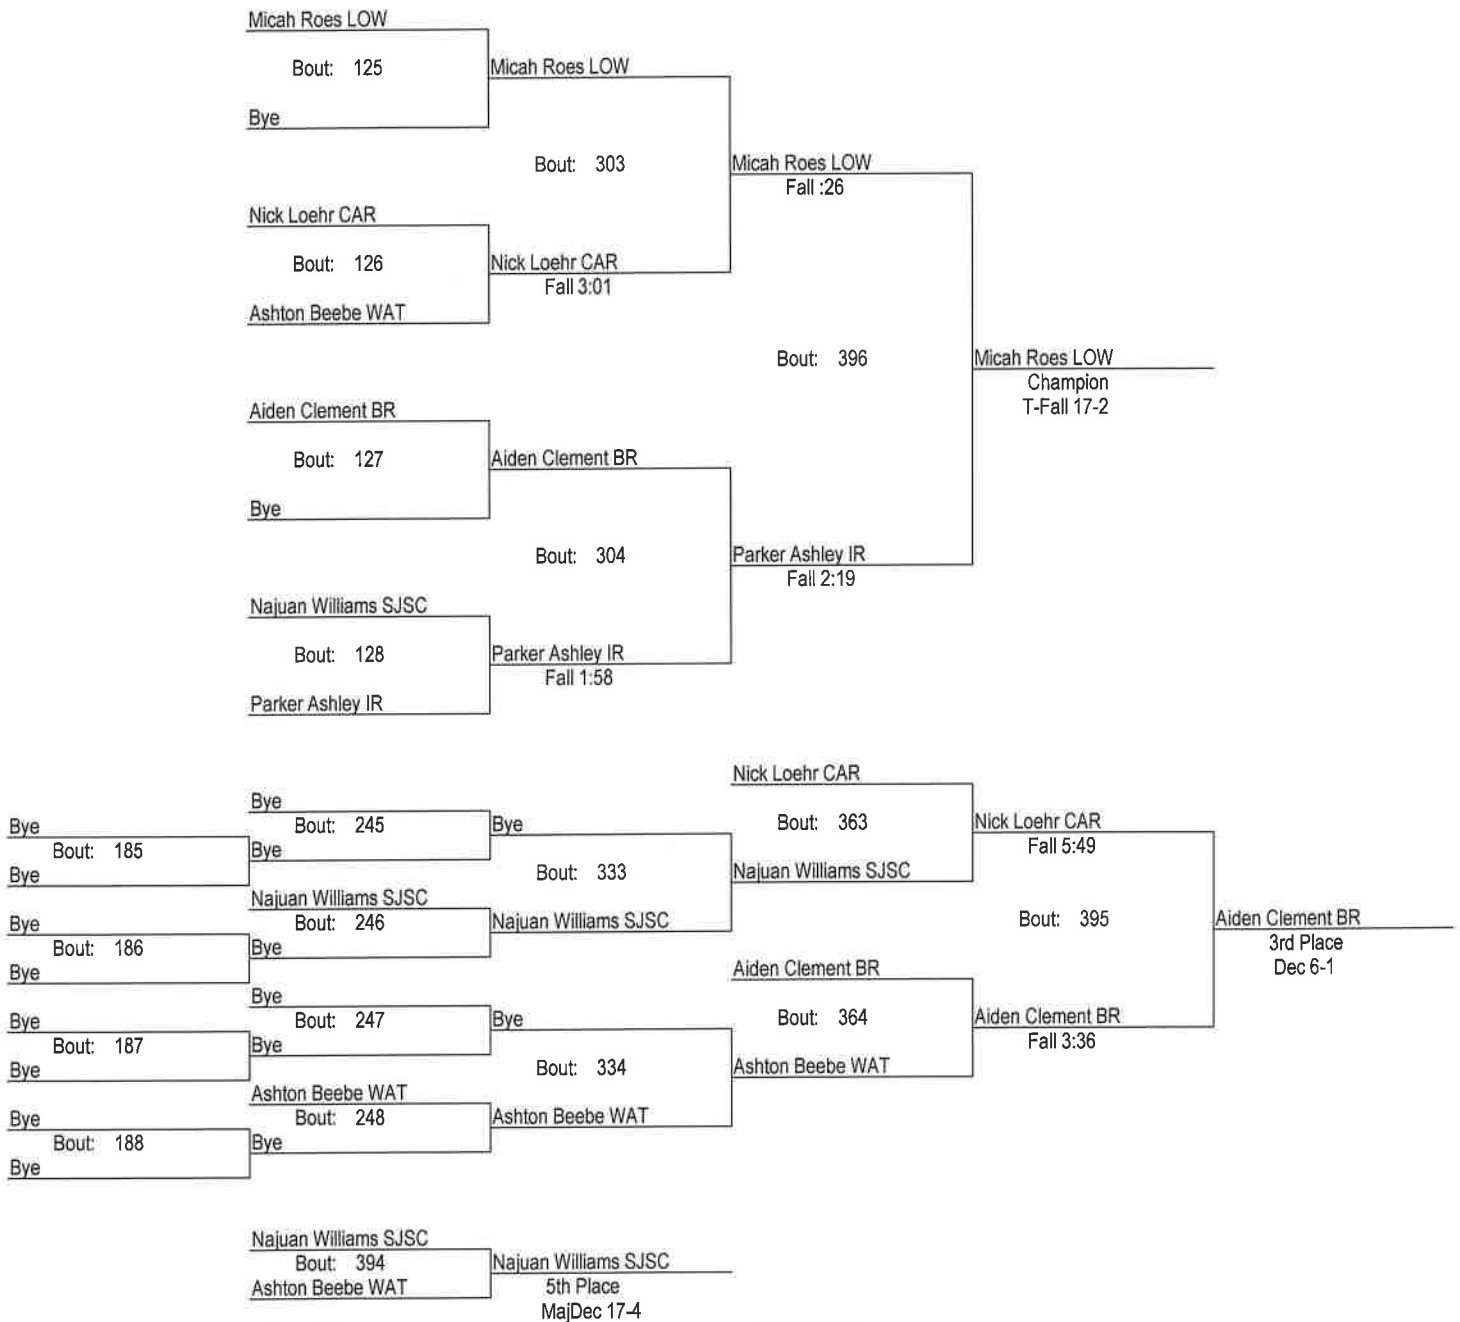 Micah Roes LOW
Bout: 125
Micah Roes LOW
Bye
Bout: 303
Micah Roes LOW
Fall :26
Nick Loehr CAR
Bout: 126
Nick Loehr CAR
Fall 3:01
Ashton Beebe WAT
Bout: 396
Micah Roes LOW
Champion
T-Fall 17-2
Aiden Clement BR
Bout: 127
Aiden Clement BR
Bye
Bout: 304
Parker Ashley IR
Fall 2:19
Najuan Williams SJSC
Bout: 128
Parker Ashley IR
Fall 1:58
Parker Ashley IR
Bye
Bout: 185
Bye
Bye
Bout: 186
Bye
Bye
Bout: 187
Bye
Bye
Bout: 188
Bye
Bye
Bout: 245
Bye
Najuan Williams SJSC
Bout: 246
Bye
Bye
Bout: 247
Bye
Ashton Beebe WAT
Bout: 248
Bye
Bye
Bout: 333
Najuan Williams SJSC
Bye
Bout: 334
Ashton Beebe WAT
Nick Loehr CAR
Bout: 363
Najuan Williams SJSC
Aiden Clement BR
Bout: 364
Ashton Beebe WAT
Nick Loehr CAR
Fall 5:49
Bout: 395
Aiden Clement BR
Fall 3:36
Aiden Clement BR
3rd Place
Dec 6-1
Najuan Williams SJSC
Bout: 394
Ashton Beebe WAT
Najuan Williams SJSC
5th Place
MajDec 17-4